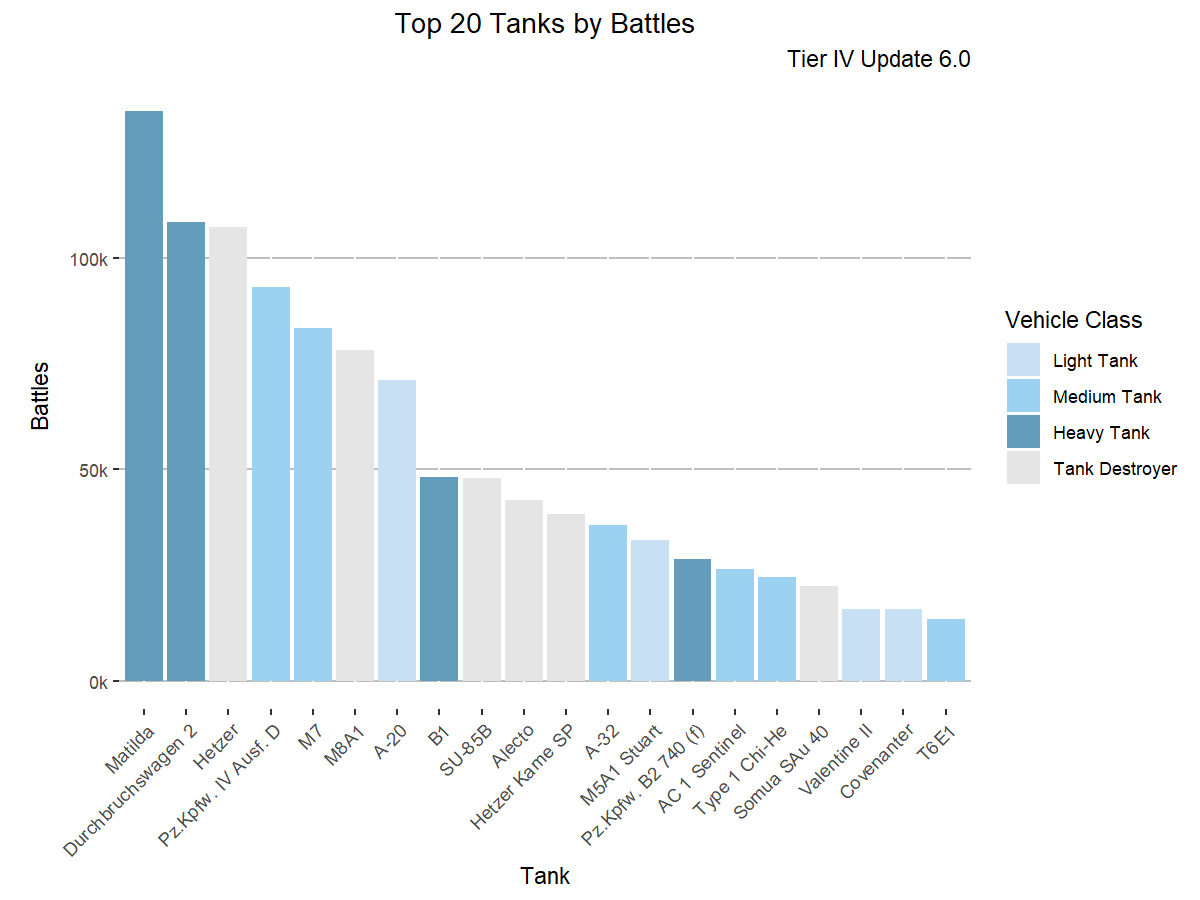 Top 20 Tanks by Battles
Tier IV Update 6.0
Battles
100k
50k
0k
Matilda
Durchbruchswagen 2
Hetzer
Pz.Kpfw. IV Ausf. D
M7
M8A1
A-20
B1
SU-85B
Alecto
Hetzer Kame SP
A-32
M5A1 Stuart
Pz.Kpfw. B2 740 (f)
AC 1 Sentinel
Type 1 Chi-He
Somua SAu 40
Valentine II
Covenanter
T6E1
Tank
Vehicle Class
Light Tank
Medium Tank
Heavy Tank
Tank Destroyer